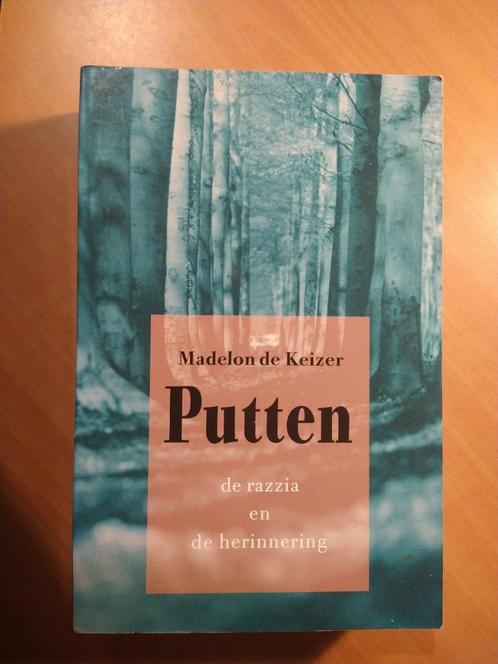 Madelon de Keizer
Putten
de razzia
en
de herinnering